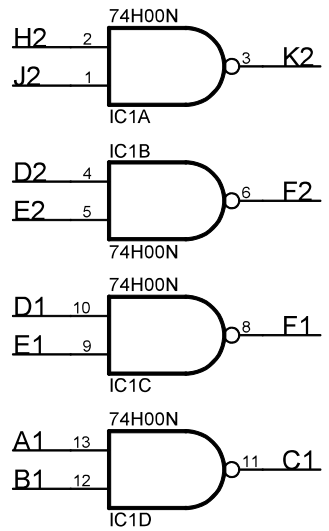 74H00N
H2 2
3 K2
J2 1
IC1A
IC1B
D2 4
6 F2
E2 5
74H00N
74H00N
D1 10
8 F1
E1 9
IC1C
74H00N
A1 13
11 C1
B1 12
IC1D